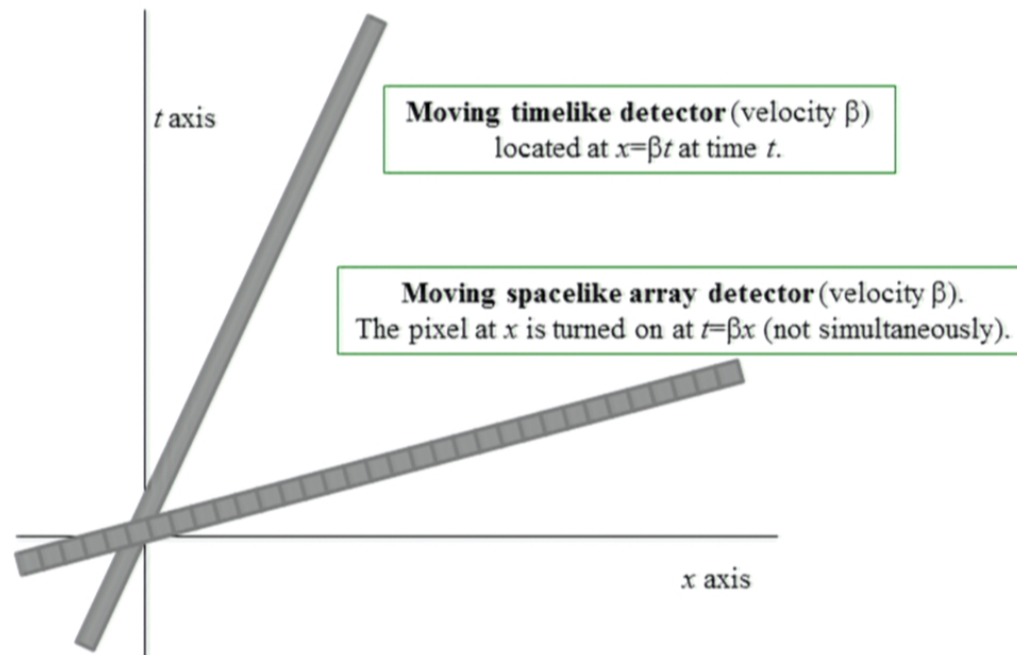 t axis
Moving timelike detector (velocity β)
located at x=βt at time t.
Moving spacelike array detector (velocity β).
The pixel at x is turned on at t=βx (not simultaneously).
x axis